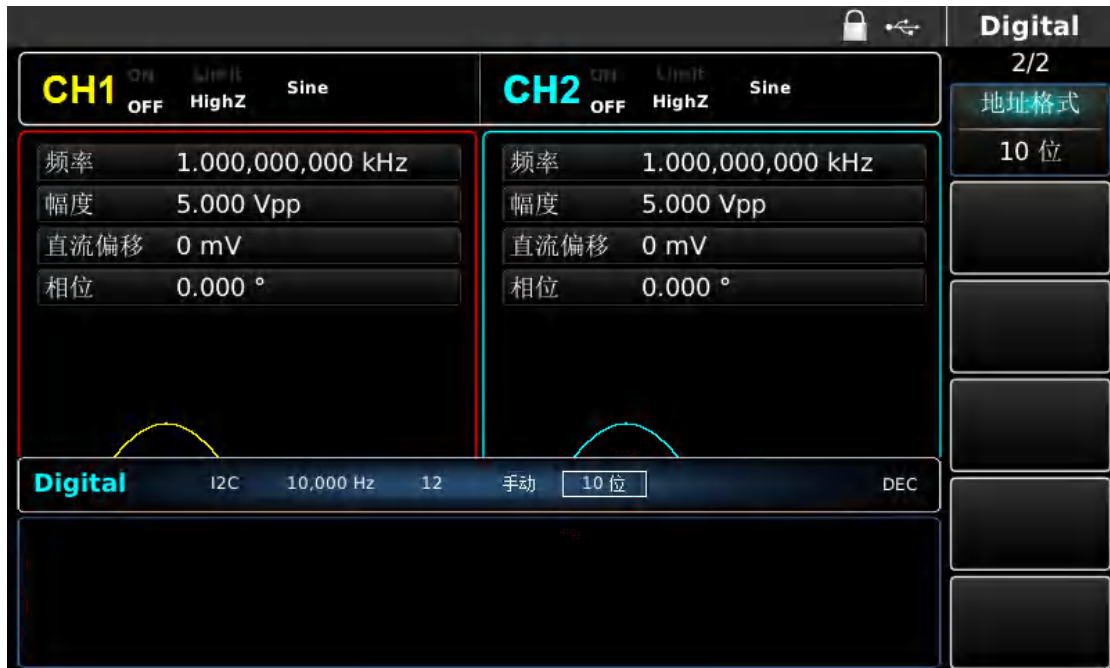 Digital
2/2
地址格式
10 位
CH1 ON OFF Limit HighZ Sine
CH2 ON OFF Limit HighZ Sine
频率 1.000,000,000 kHz
幅度 5.000 Vpp
直流偏移 0 mV
相位 0.000 °
频率 1.000,000,000 kHz
幅度 5.000 Vpp
直流偏移 0 mV
相位 0.000 °
Digital I2C 10,000 Hz 12 手动 10 位 DEC